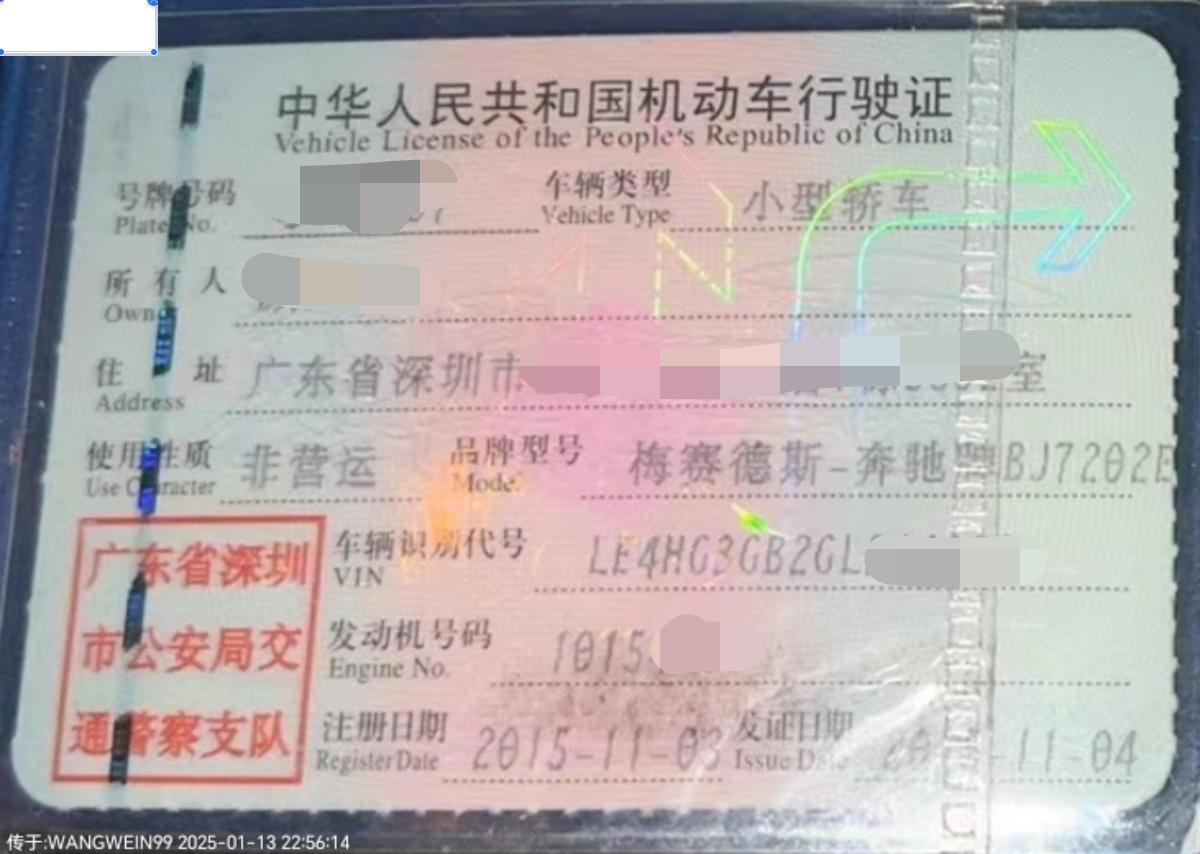 中华人民共和国机动车行驶证
Vehicle License of the People's Republic of China
号牌号码 车辆类型 小型轿车
Plate No. Vehicle Type
所有人
Owner
住址 广东省深圳市 室
Address
使用性质 非营运 品牌型号 梅赛德斯-奔驰牌BJ7202E
Use Character Model
广东省深圳
市公安局交
通警察支队
车辆识别代号 LE4HG3GB2GL
VIN
发动机号码 1015
Engine No.
注册日期 2015-11-03 发证日期 -11-04
Register Date Issue Date
传于:WANGWEIN99 2025-01-13 22:56:14